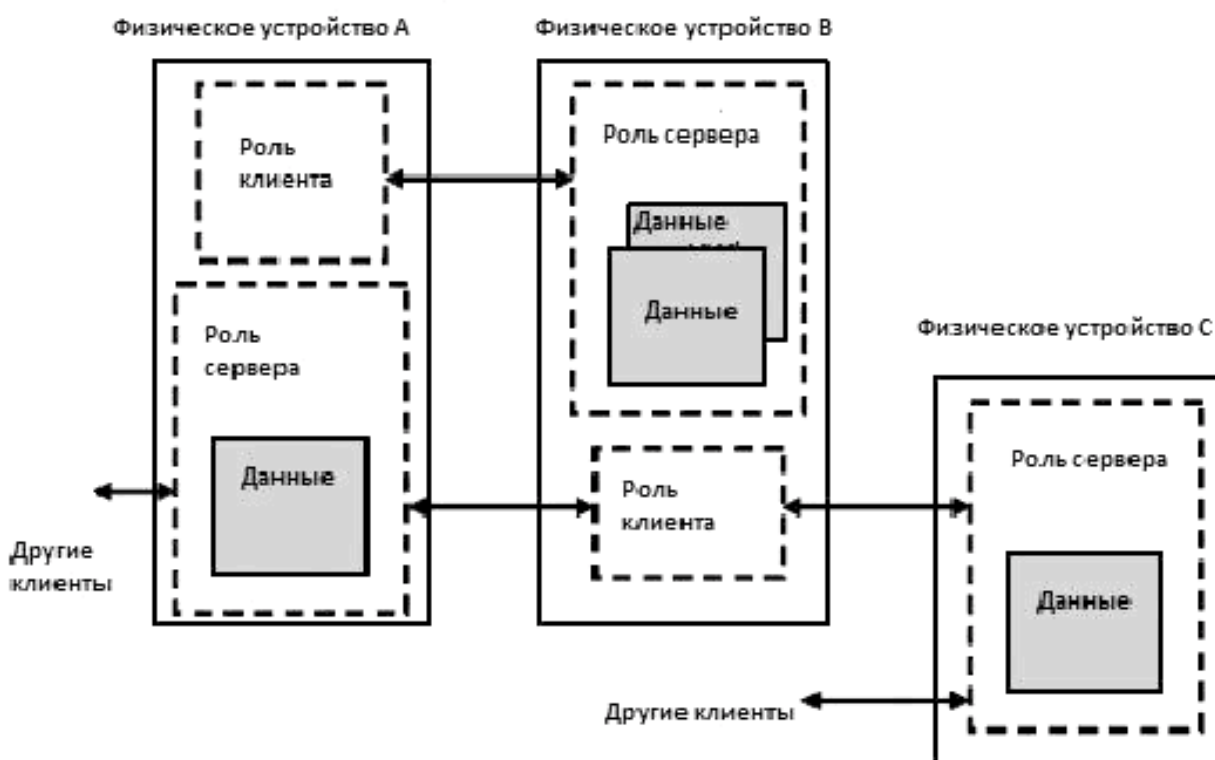 Физическое устройство A
Физическое устройство B
Роль
клиента
Роль сервера
Данные
Данные
Роль
сервера
Данные
Физическое устройство C
Роль сервера
Роль
клиента
Данные
Другие
клиенты
Другие клиенты